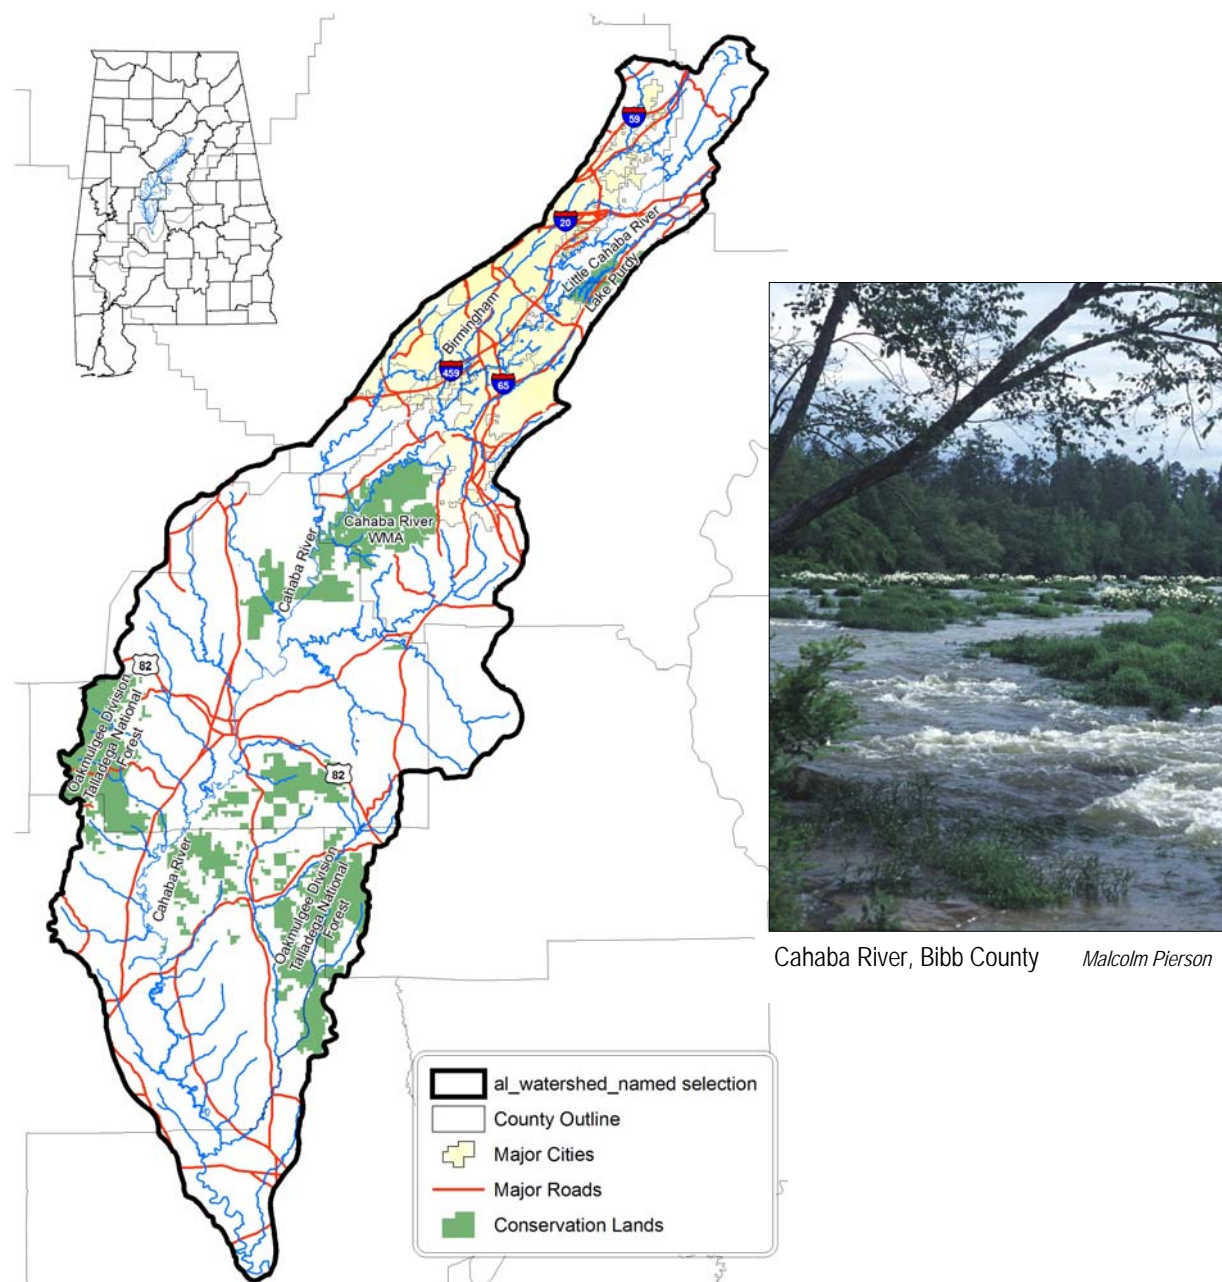 59
20
Little Cahaba River
Lake Purdy
Birmingham
459
65
Cahaba River
WMA
Cahaba River
82
Oakmulgee Division
Talladega National
Forest
82
Cahaba River
Oakmulgee Division
Talladega National
Forest
Cahaba River, Bibb County
Malcolm Pierson
al_watershed_named selection
County Outline
Major Cities
Major Roads
Conservation Lands